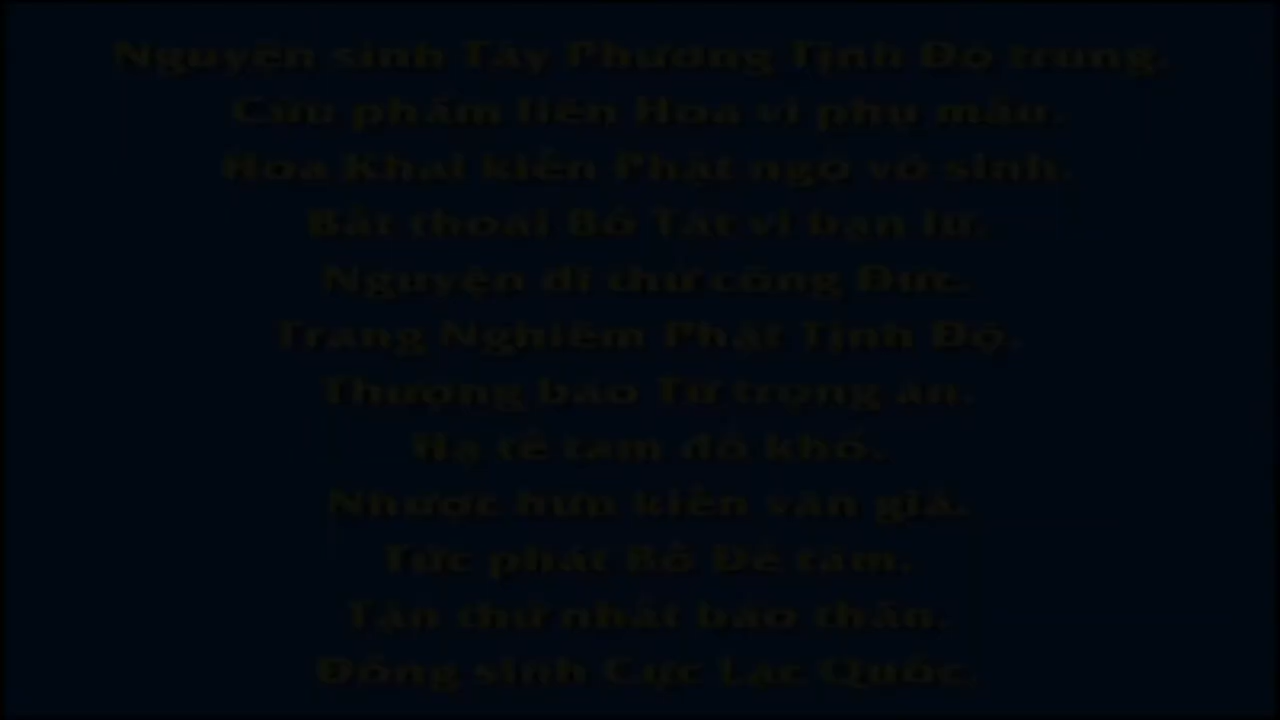 Nguyện sinh Tây Phương Tịnh Độ trung.
Cửu phẩm liên Hoa vi phụ mẫu.
Hoa Khai kiến Phật ngộ vô sinh.
Bất thoái Bồ Tát vi bạn lữ.
Nguyện dĩ thử công Đức.
Trang Nghiêm Phật Tịnh Độ.
Thượng báo Tứ trọng ân.
Hạ tế tam đồ khổ.
Nhược hữu kiến văn giả.
Tức phát Bồ Đề tâm.
Tận thử nhất báo thân.
Đồng sinh Cực Lạc Quốc.